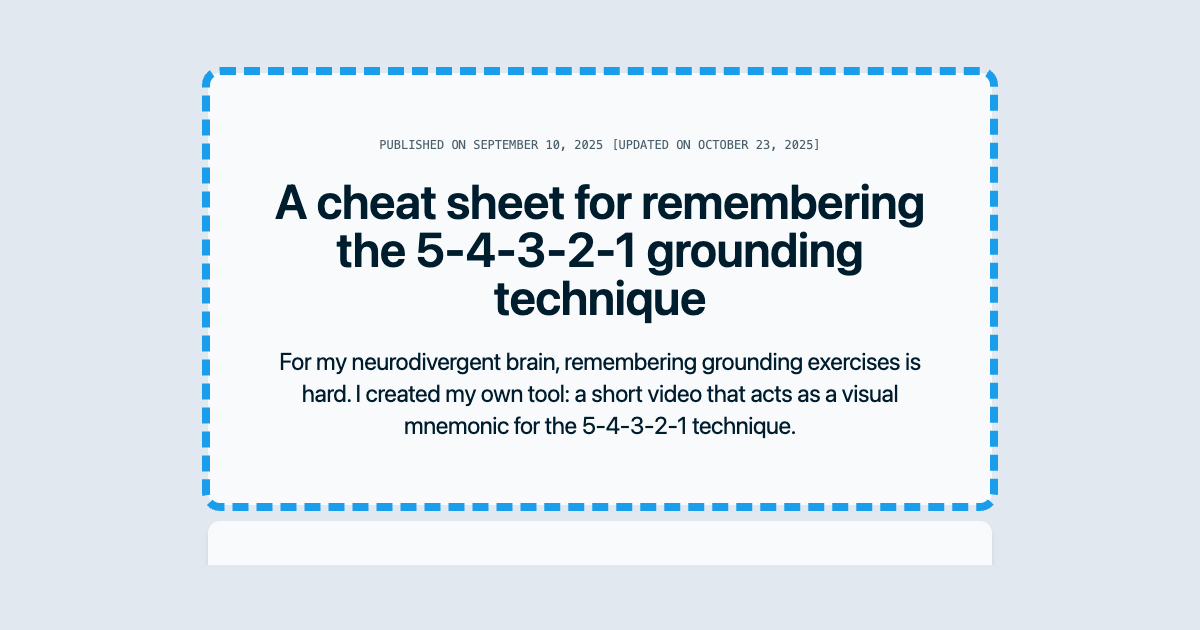 PUBLISHED ON SEPTEMBER 10, 2025 [UPDATED ON OCTOBER 23, 2025]
A cheat sheet for remembering
the 5-4-3-2-1 grounding
technique
For my neurodivergent brain, remembering grounding exercises is
hard. I created my own tool: a short video that acts as a visual
mnemonic for the 5-4-3-2-1 technique.